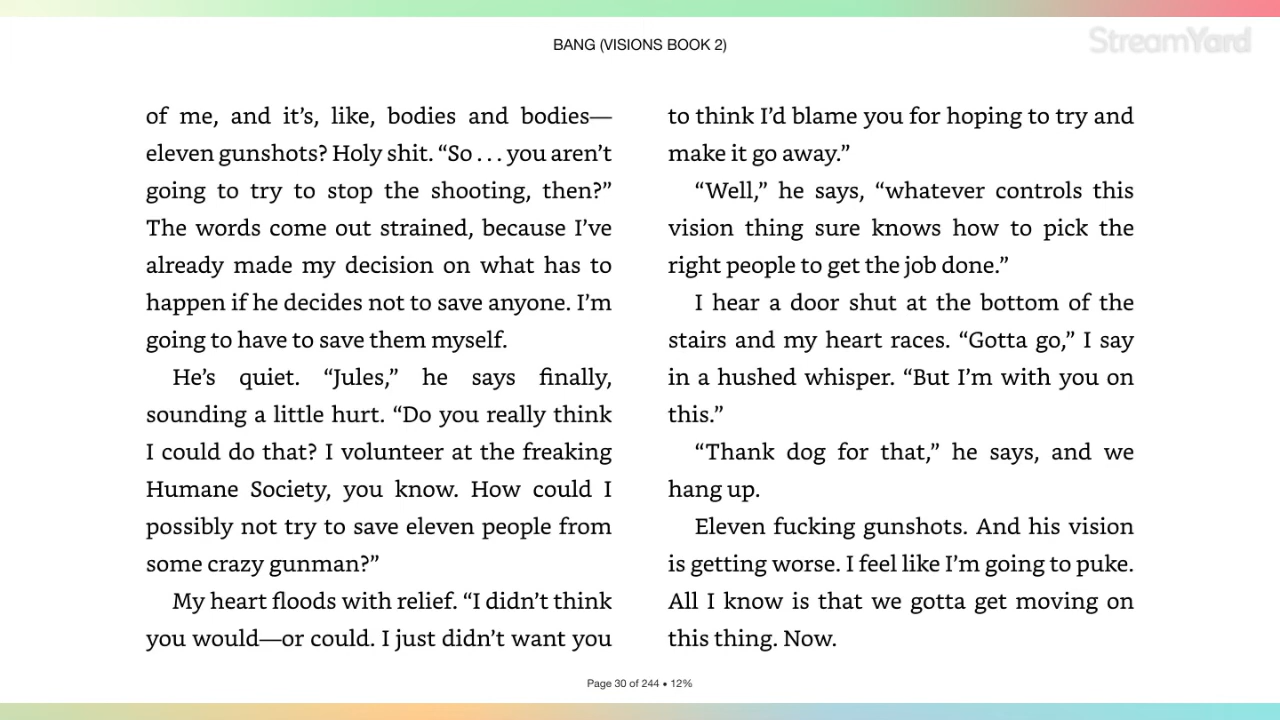 StreamYard
BANG (VISIONS BOOK 2)
of me, and it’s, like, bodies and bodies—
eleven gunshots? Holy shit. “So . . . you aren’t
going to try to stop the shooting, then?”
The words come out strained, because I’ve
already made my decision on what has to
happen if he decides not to save anyone. I’m
going to have to save them myself.
He’s quiet. “Jules,” he says finally,
sounding a little hurt. “Do you really think
I could do that? I volunteer at the freaking
Humane Society, you know. How could I
possibly not try to save eleven people from
some crazy gunman?”
My heart floods with relief. “I didn’t think
you would—or could. I just didn’t want you
to think I’d blame you for hoping to try and
make it go away.”
“Well,” he says, “whatever controls this
vision thing sure knows how to pick the
right people to get the job done.”
I hear a door shut at the bottom of the
stairs and my heart races. “Gotta go,” I say
in a hushed whisper. “But I’m with you on
this.”
“Thank dog for that,” he says, and we
hang up.
Eleven fucking gunshots. And his vision
is getting worse. I feel like I’m going to puke.
All I know is that we gotta get moving on
this thing. Now.
Page 30 of 244 • 12%